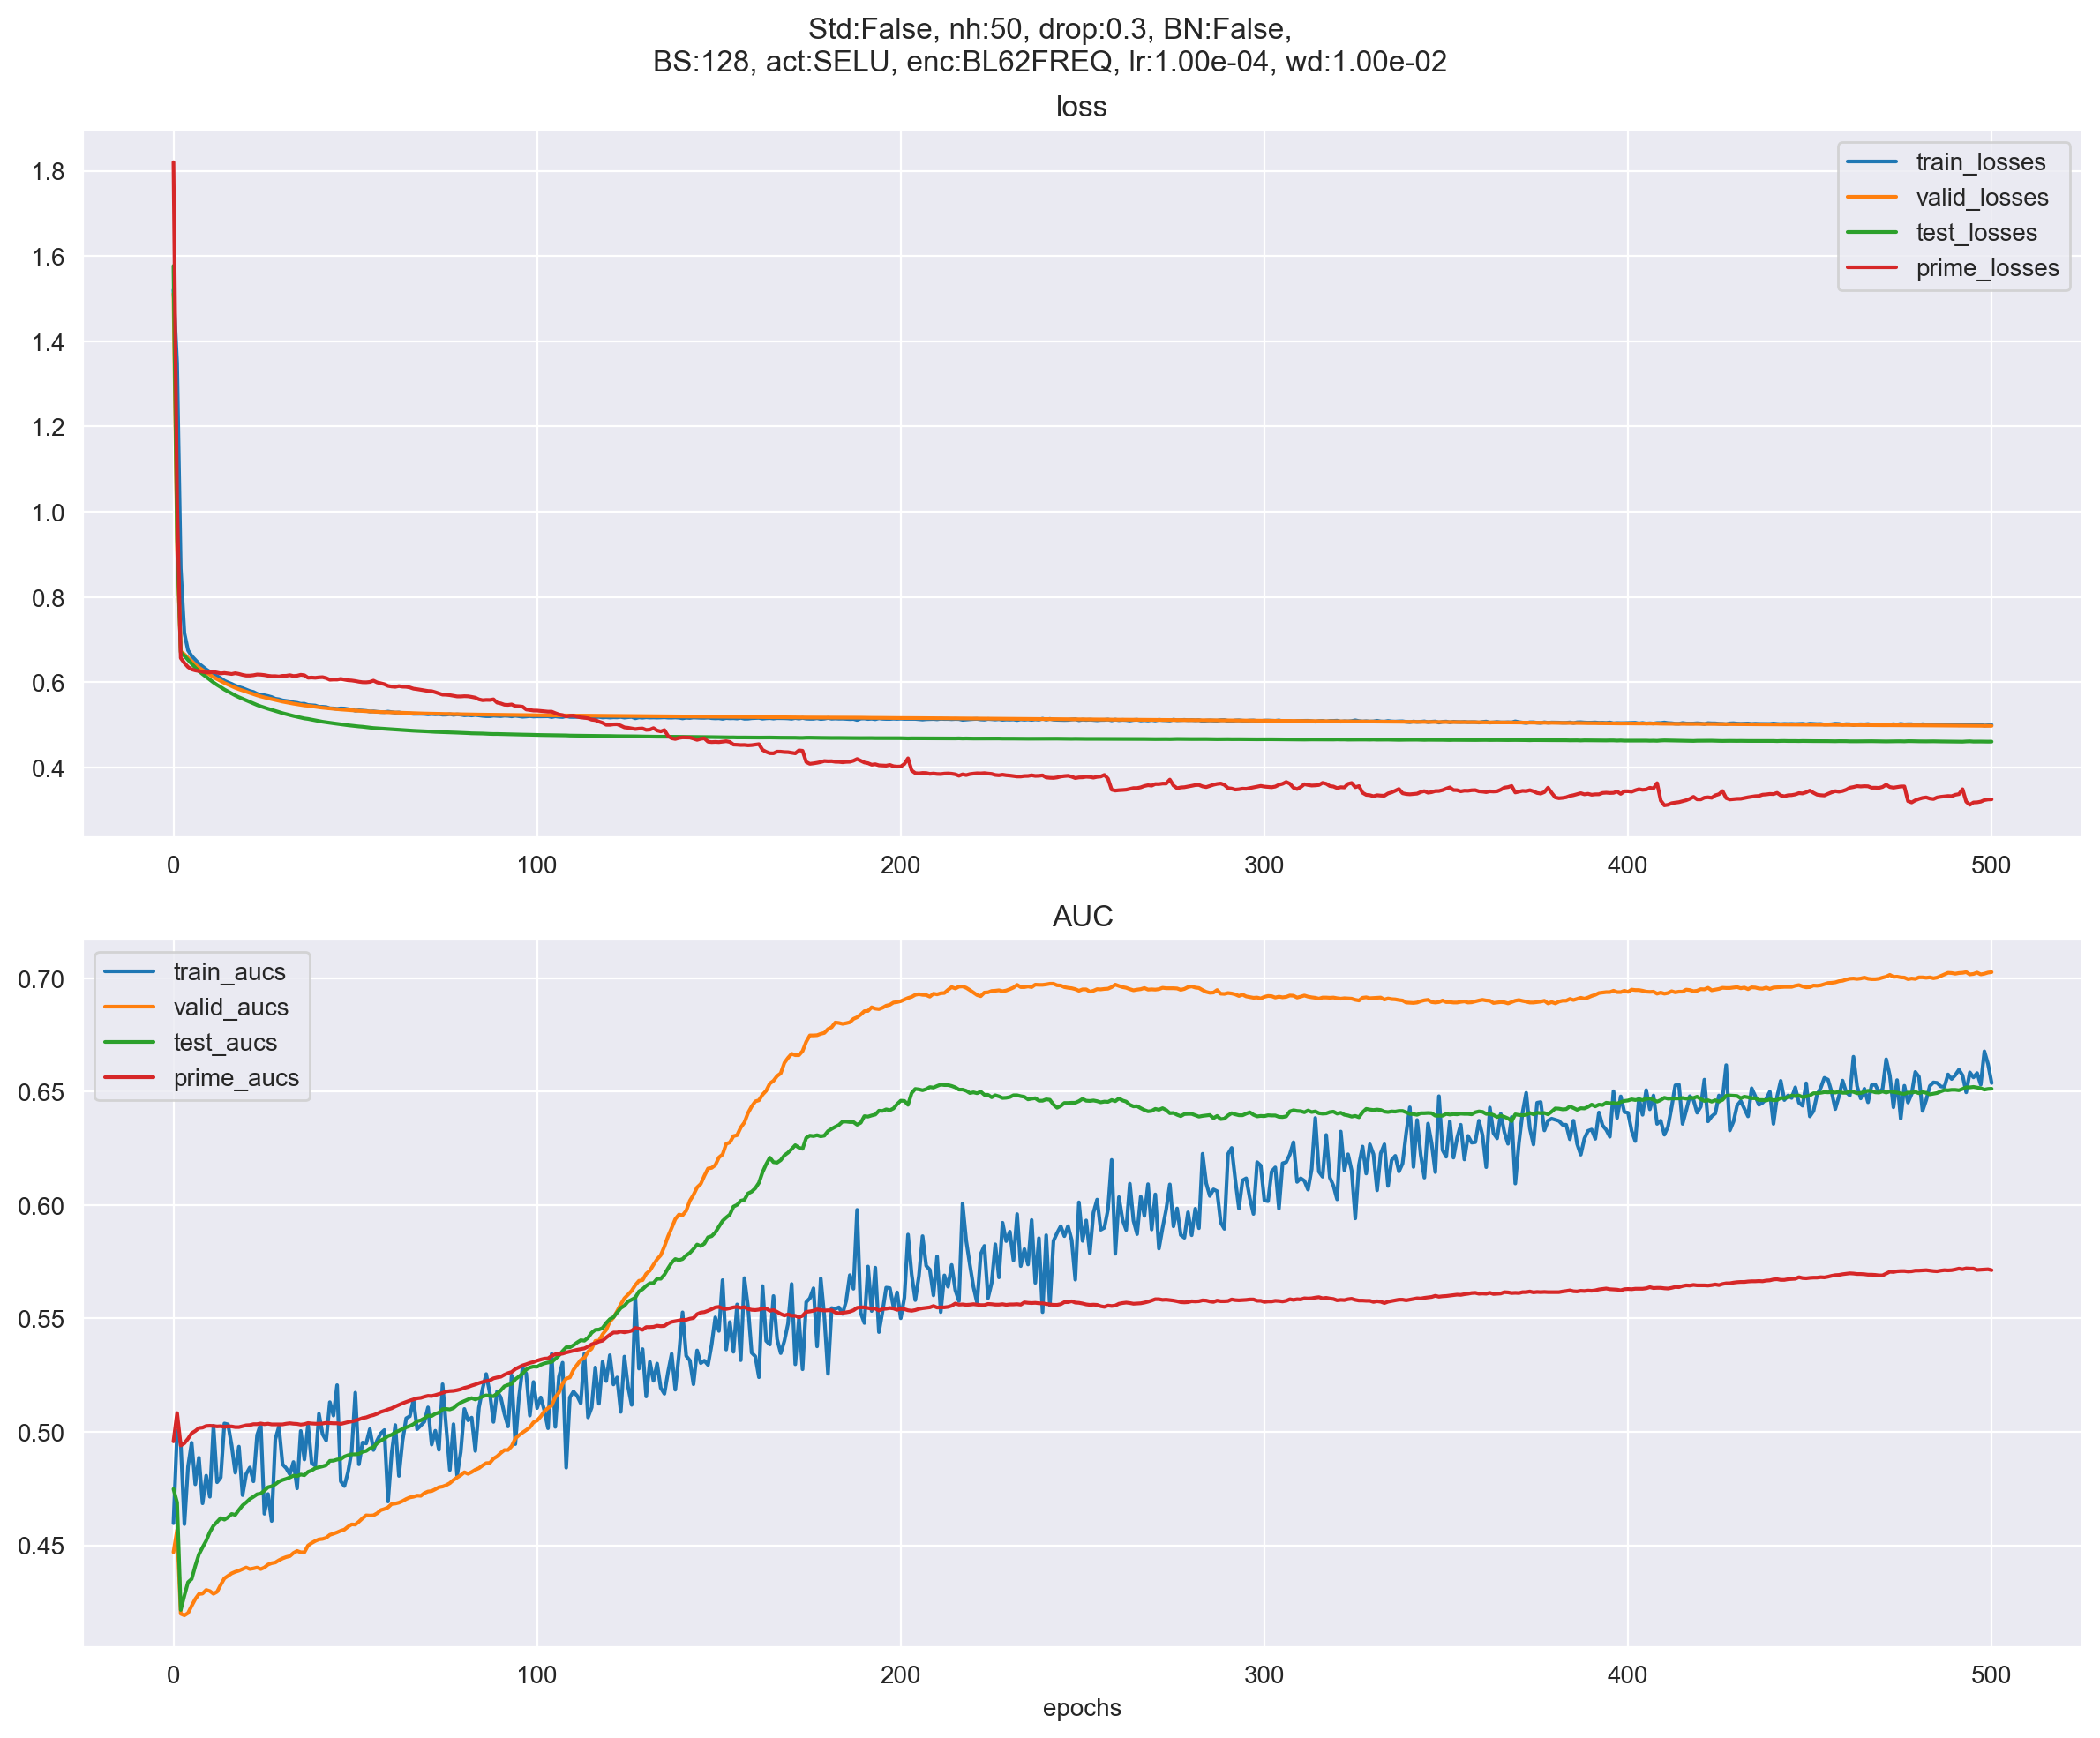 Std:False, nh:50, drop:0.3, BN:False,
BS:128, act:SELU, enc:BL62FREQ, lr:1.00e-04, wd:1.00e-02
loss
1.8
1.6
1.4
1.2
1.0
0.8
0.6
0.4
train_losses
valid_losses
test_losses
prime_losses
0 100 200 300 400 500
AUC
0.70
0.65
0.60
0.55
0.50
0.45
train_aucs
valid_aucs
test_aucs
prime_aucs
0 100 200 300 400 500
epochs